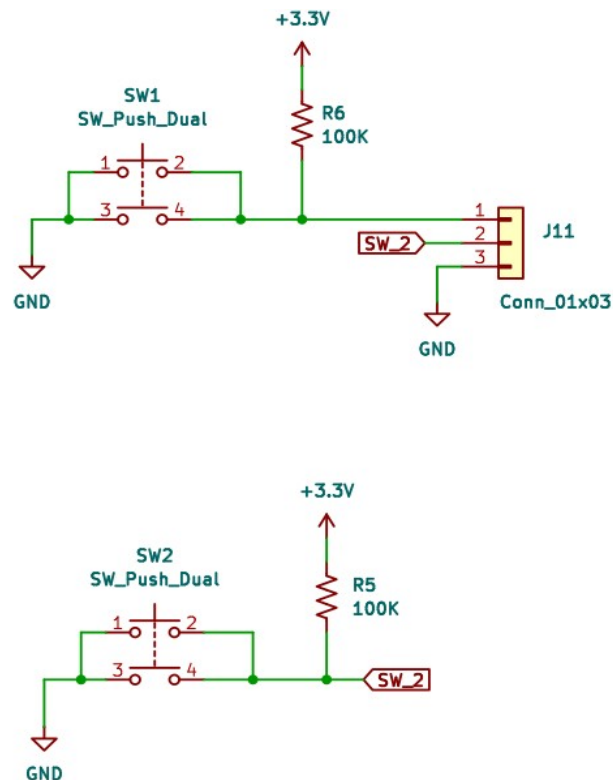 +3.3V
SW1
SW_Push_Dual
R6
100K
1 2
3 4
1
2
3
SW_2
J11
GND
Conn_01x03
GND
+3.3V
SW2
SW_Push_Dual
R5
100K
1 2
3 4
SW_2
GND